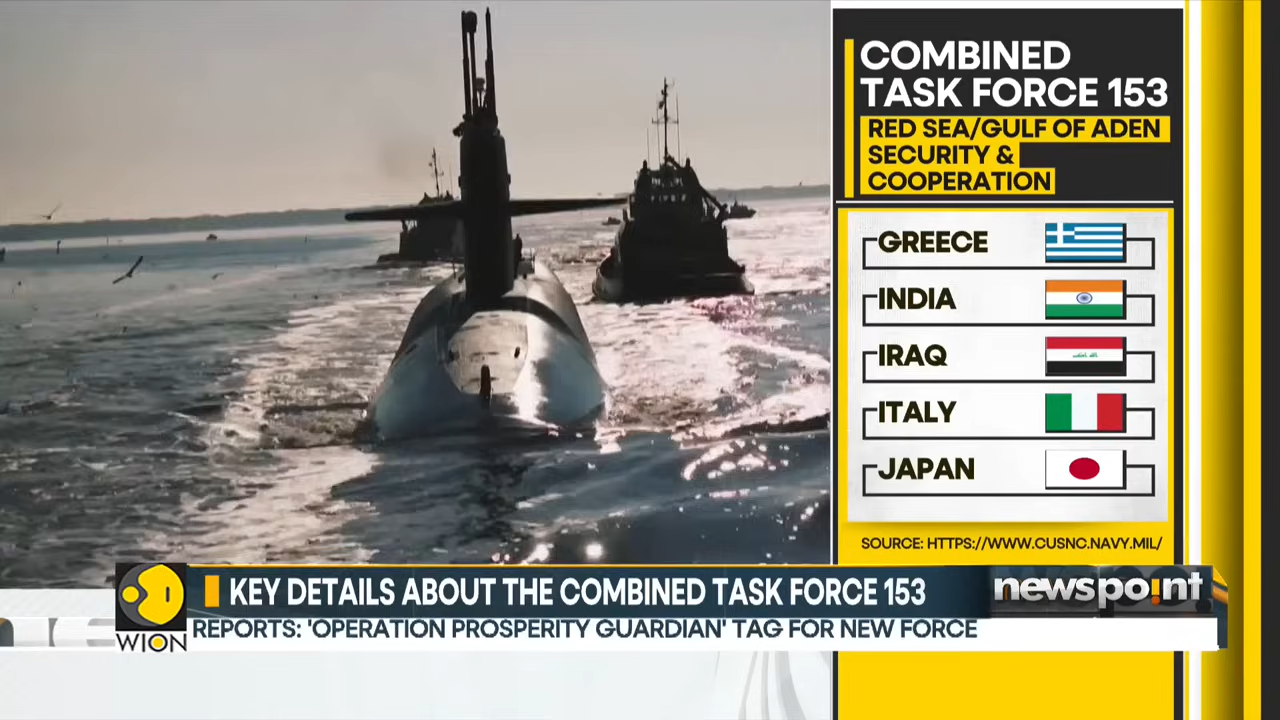 COMBINED
TASK FORCE 153
RED SEA/GULF OF ADEN
SECURITY &
COOPERATION
GREECE
INDIA
IRAQ
ITALY
JAPAN
SOURCE: HTTPS://WWW.CUSNC.NAVY.MIL/
KEY DETAILS ABOUT THE COMBINED TASK FORCE 153
newspoint
REPORTS: 'OPERATION PROSPERITY GUARDIAN' TAG FOR NEW FORCE
WION